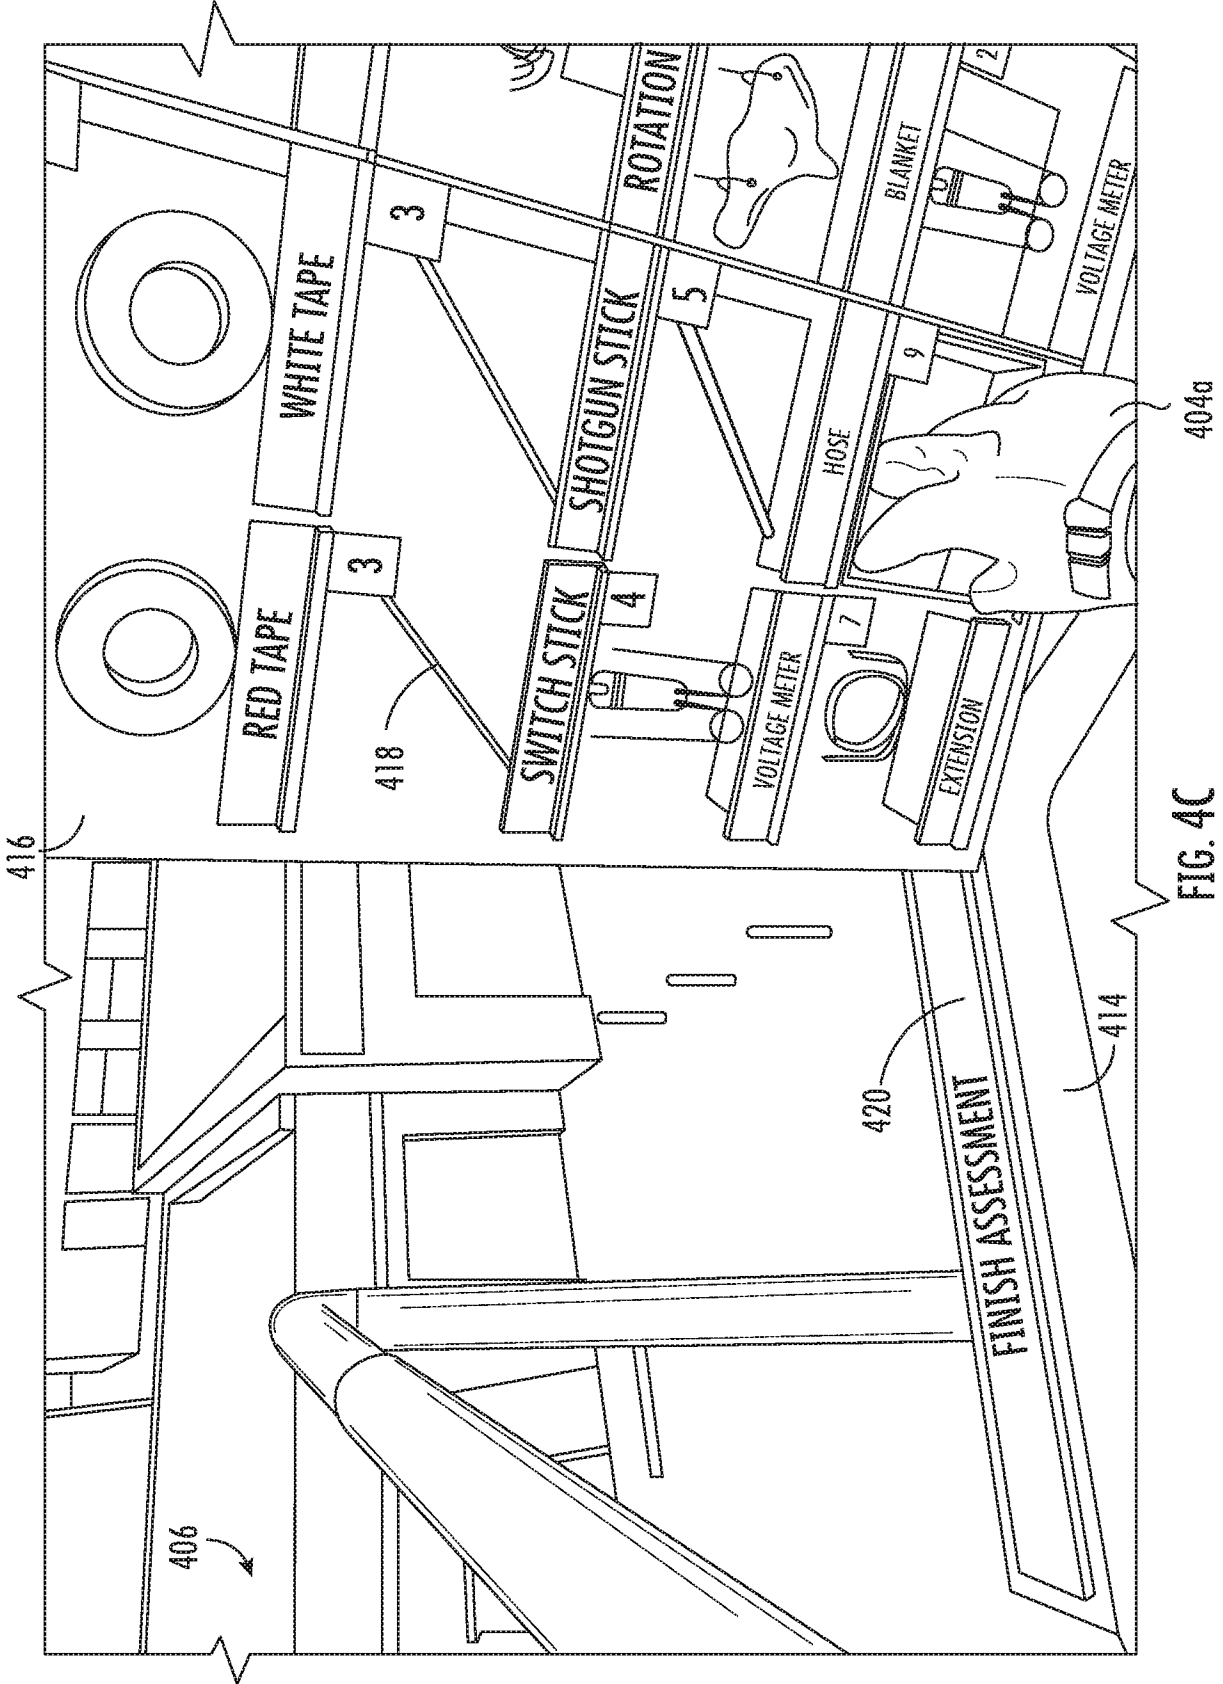 416
406
RED TAPE
WHITE TAPE
3
3
418
SWITCH STICK
SHOTGUN STICK
ROTATION
4
5
VOLTAGE METER
HOSE
BLANKET
7
9
2
420
EXTENSION
VOLTAGE METER
FINISH ASSESSMENT
414
404a
FIG. 4C